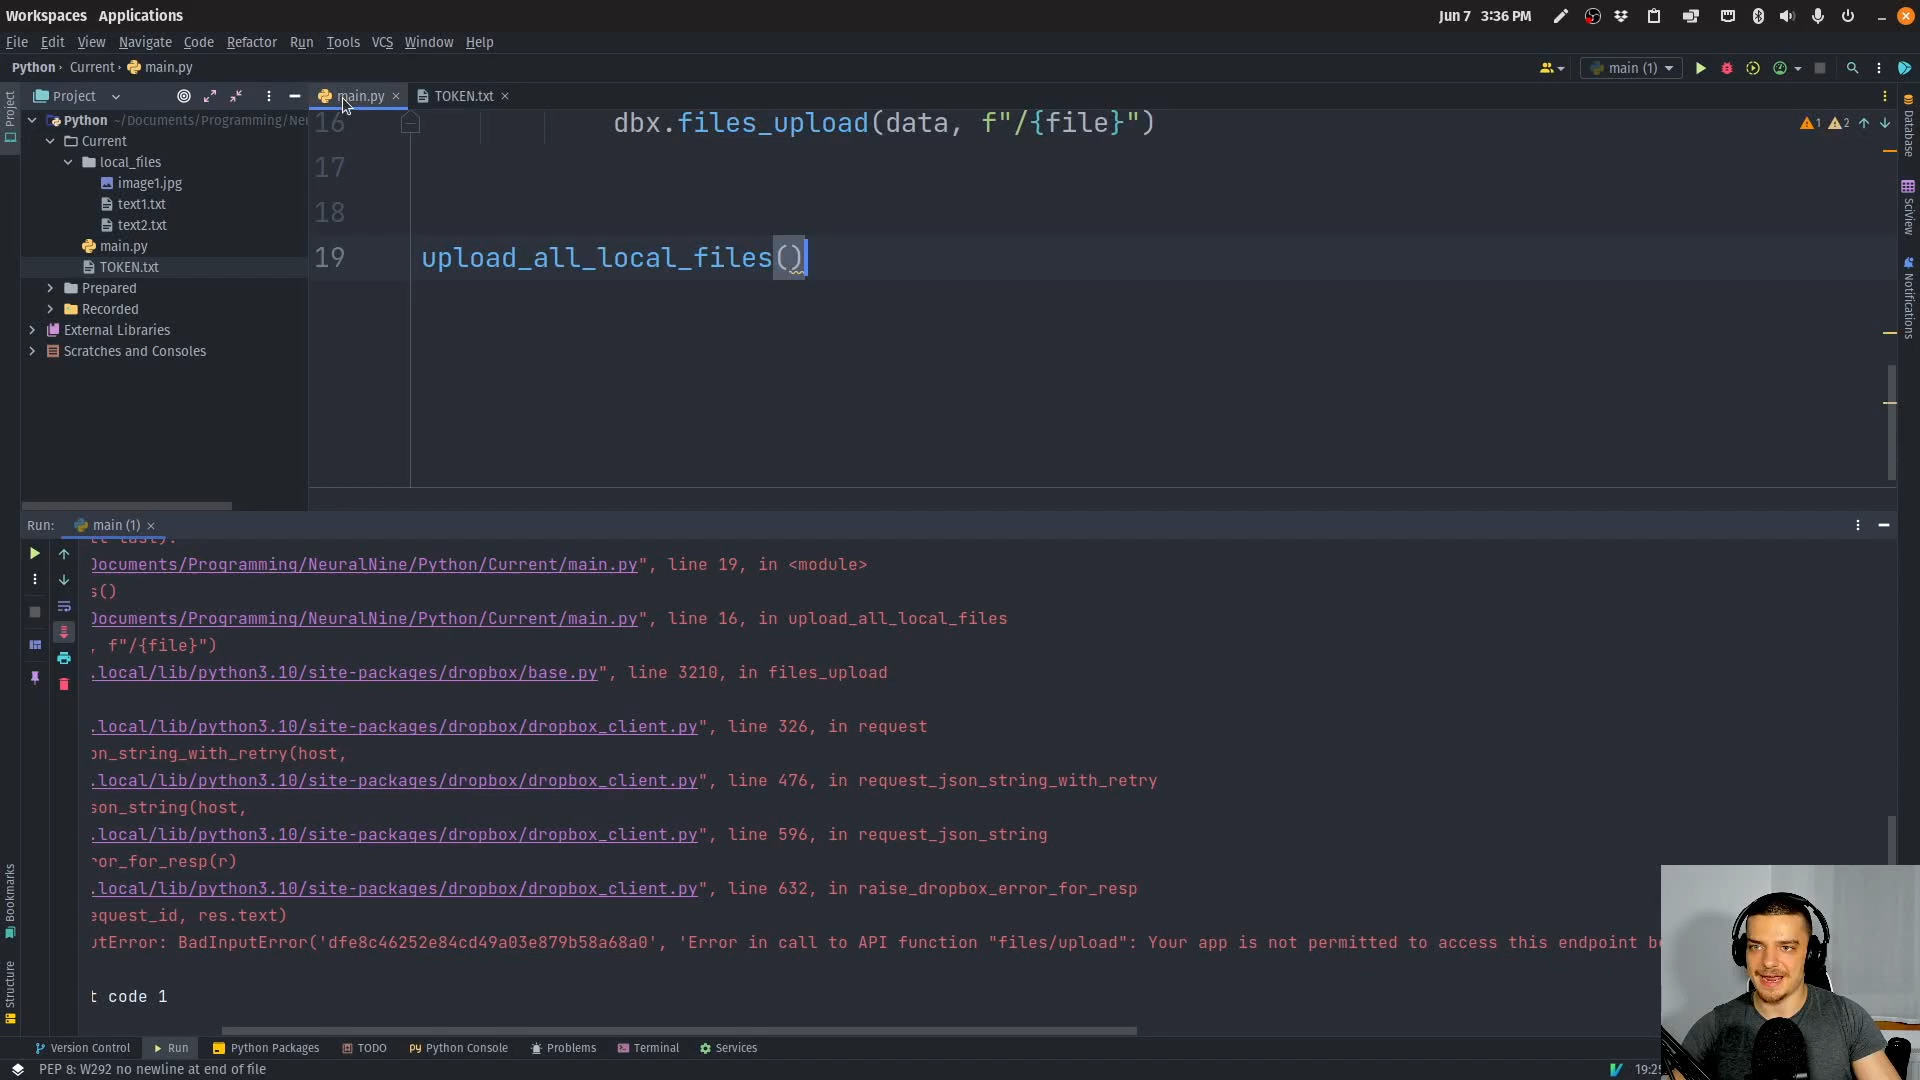 Workspaces Applications
Jun 7 3:36 PM
File Edit View Navigate Code Refactor Run Tools VCS Window Help
Python Current main.py
main (1)
Project
main.py
TOKEN.txt
Python ~/Documents/Programming/Neu
Current
local_files
image1.jpg
text1.txt
text2.txt
main.py
TOKEN.txt
Prepared
Recorded
External Libraries
Scratches and Consoles
16 dbx.files_upload(data, f"/{file}")
17
18
19 upload_all_local_files()
1 2
Project
Database
SciView
Notifications
Run: main (1)
Documents/Programming/NeuralNine/Python/Current/main.py", line 19, in <module>
s()
Documents/Programming/NeuralNine/Python/Current/main.py", line 16, in upload_all_local_files
, f"/{file}")
.local/lib/python3.10/site-packages/dropbox/base.py", line 3210, in files_upload
.local/lib/python3.10/site-packages/dropbox/dropbox_client.py", line 326, in request
on_string_with_retry(host,
.local/lib/python3.10/site-packages/dropbox/dropbox_client.py", line 476, in request_json_string_with_retry
son_string(host,
.local/lib/python3.10/site-packages/dropbox/dropbox_client.py", line 596, in request_json_string
ror_for_resp(r)
.local/lib/python3.10/site-packages/dropbox/dropbox_client.py", line 632, in raise_dropbox_error_for_resp
equest_id, res.text)
utError: BadInputError('dfe8c46252e84cd49a03e879b58a68a0', 'Error in call to API function "files/upload": Your app is not permitted to access this endpoint b
t code 1
Bookmarks
Structure
Version Control Run Python Packages TODO Python Console Problems Terminal Services
PEP 8: W292 no newline at end of file